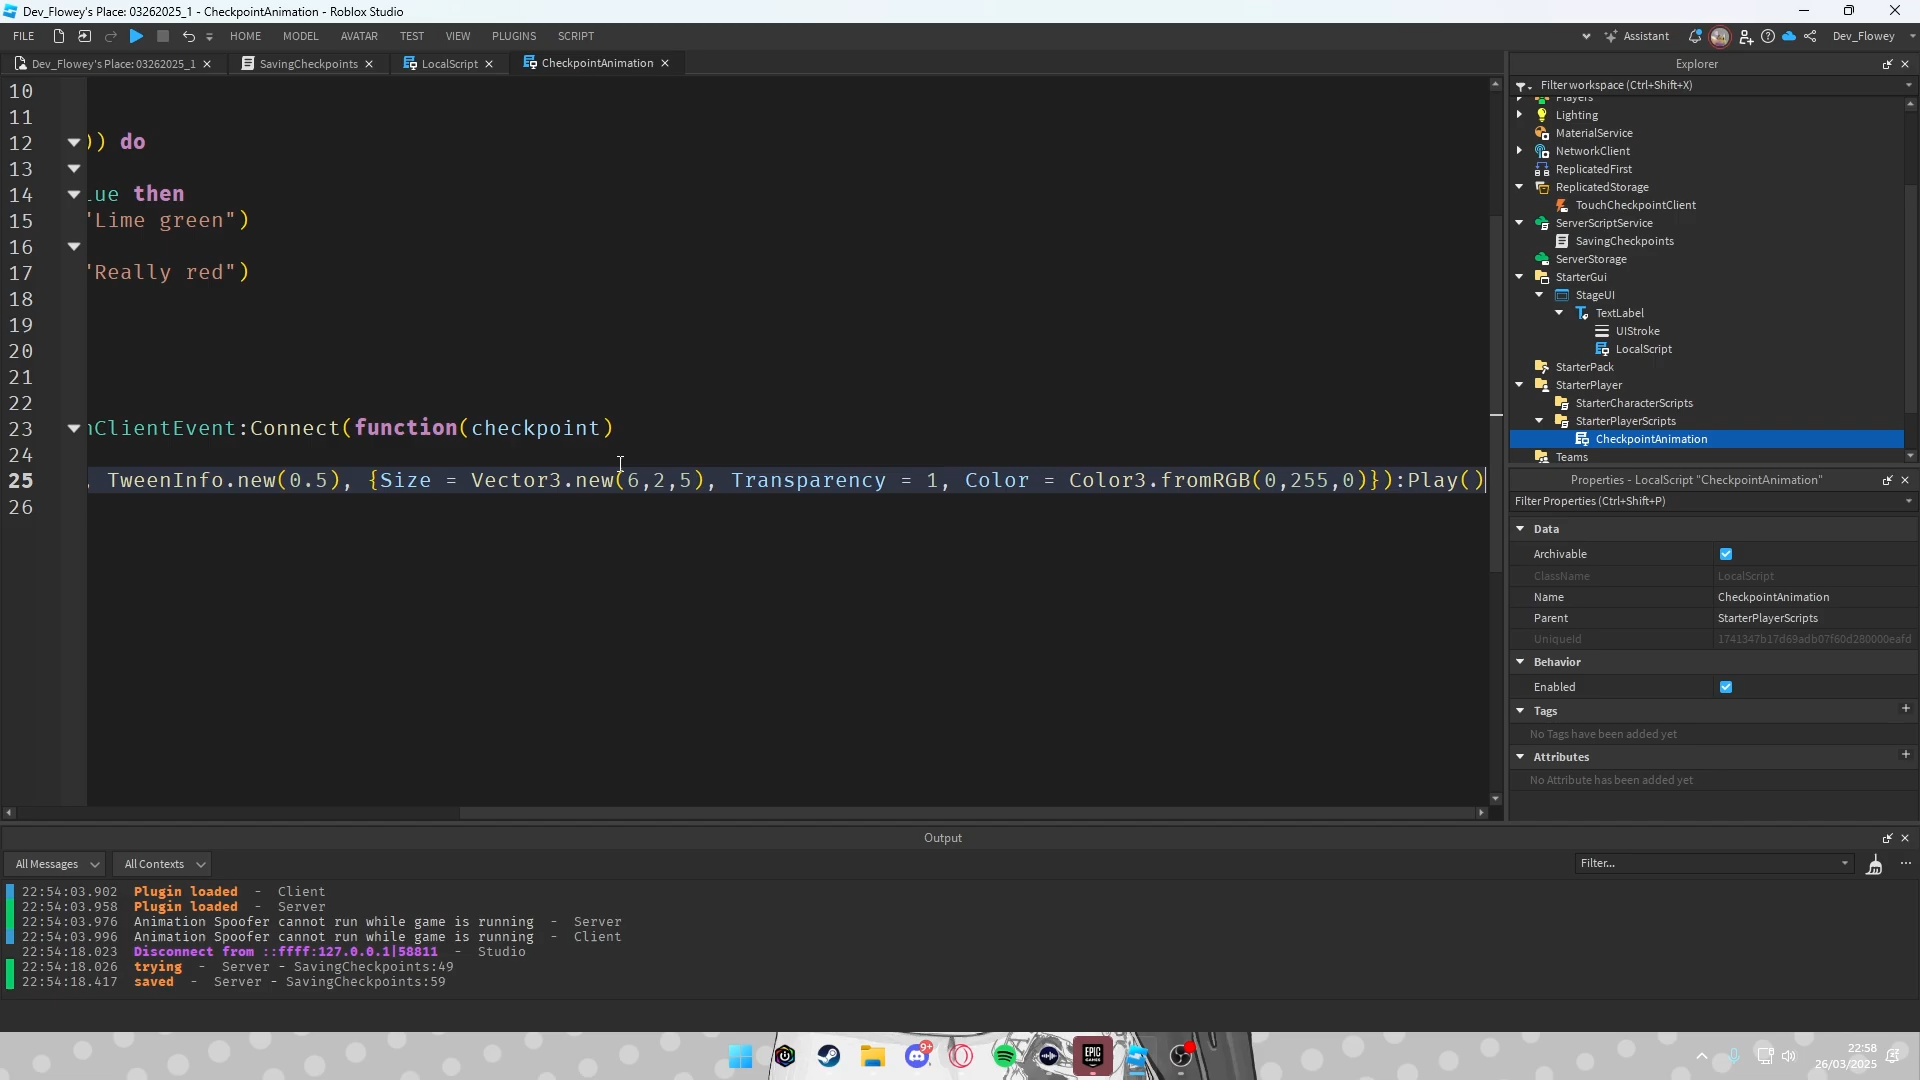 Dev_Flowey's Place: 03262025_1 - CheckpointAnimation - Roblox Studio
FILE HOME MODEL AVATAR TEST VIEW PLUGINS SCRIPT Assistant Dev_Flowey
Dev_Flowey's Place: 03262025_1 SavingCheckpoints LocalScript CheckpointAnimation
10
11
12 )) do
13
14 lue then
15 "Lime green")
16
17 'Really red")
18
19
20
21
22
23 nClientEvent:Connect(function(checkpoint)
24
25 , TweenInfo.new(0.5), {Size = Vector3.new(6,2,5), Transparency = 1, Color = Color3.fromRGB(0,255,0)}):Play()
26
Explorer
Filter workspace (Ctrl+Shift+X)
Players
Lighting
MaterialService
NetworkClient
ReplicatedFirst
ReplicatedStorage
TouchCheckpointClient
ServerScriptService
SavingCheckpoints
ServerStorage
StarterGui
StageUI
TextLabel
UIStroke
LocalScript
StarterPack
StarterPlayer
StarterCharacterScripts
StarterPlayerScripts
CheckpointAnimation
Teams
Properties - LocalScript "CheckpointAnimation"
Filter Properties (Ctrl+Shift+P)
Data
Archivable
ClassName LocalScript
Name CheckpointAnimation
Parent StarterPlayerScripts
UniqueId 1741347b17d69adb07f60d280000eafd
Behavior
Enabled
Tags
No Tags have been added yet
Attributes
No Attribute has been added yet
Output
All Messages All Contexts Filter...
22:54:03.902 Plugin loaded - Client
22:54:03.958 Plugin loaded - Server
22:54:03.976 Animation Spoofer cannot run while game is running - Server
22:54:03.996 Animation Spoofer cannot run while game is running - Client
22:54:18.023 Disconnect from ::ffff:127.0.0.1|58811 - Studio
22:54:18.026 trying - Server - SavingCheckpoints:49
22:54:18.417 saved - Server - SavingCheckpoints:59
9+
EPIC GAMES
22:58
26/03/2025